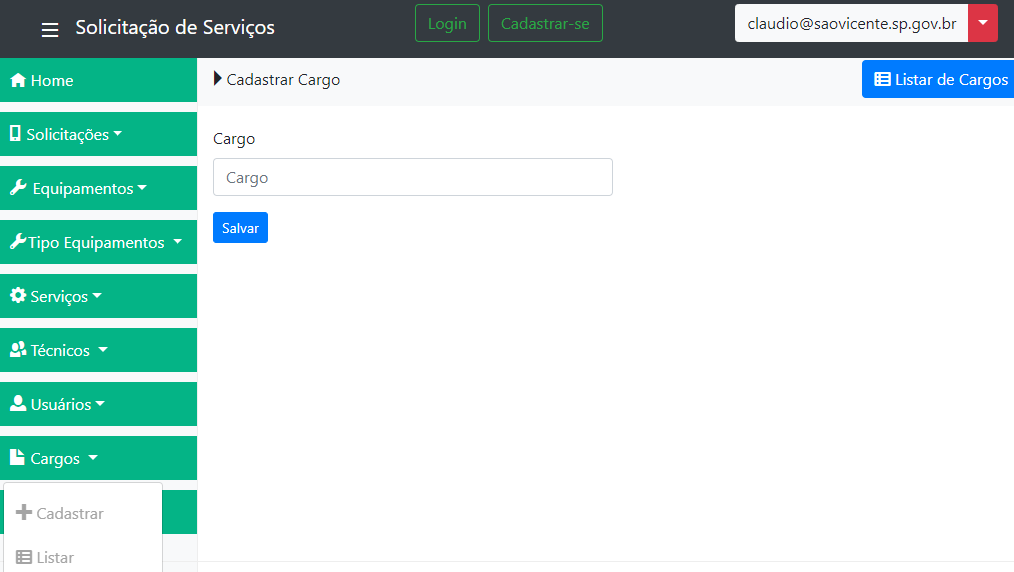 Solicitação de Serviços
Login
Cadastrar-se
claudio@saovicente.sp.gov.br
Home
Solicitações
Equipamentos
Tipo Equipamentos
Serviços
Técnicos
Usuários
Cargos
Cadastrar
Listar
Cadastrar Cargo
Listar de Cargos
Cargo
Cargo
Salvar